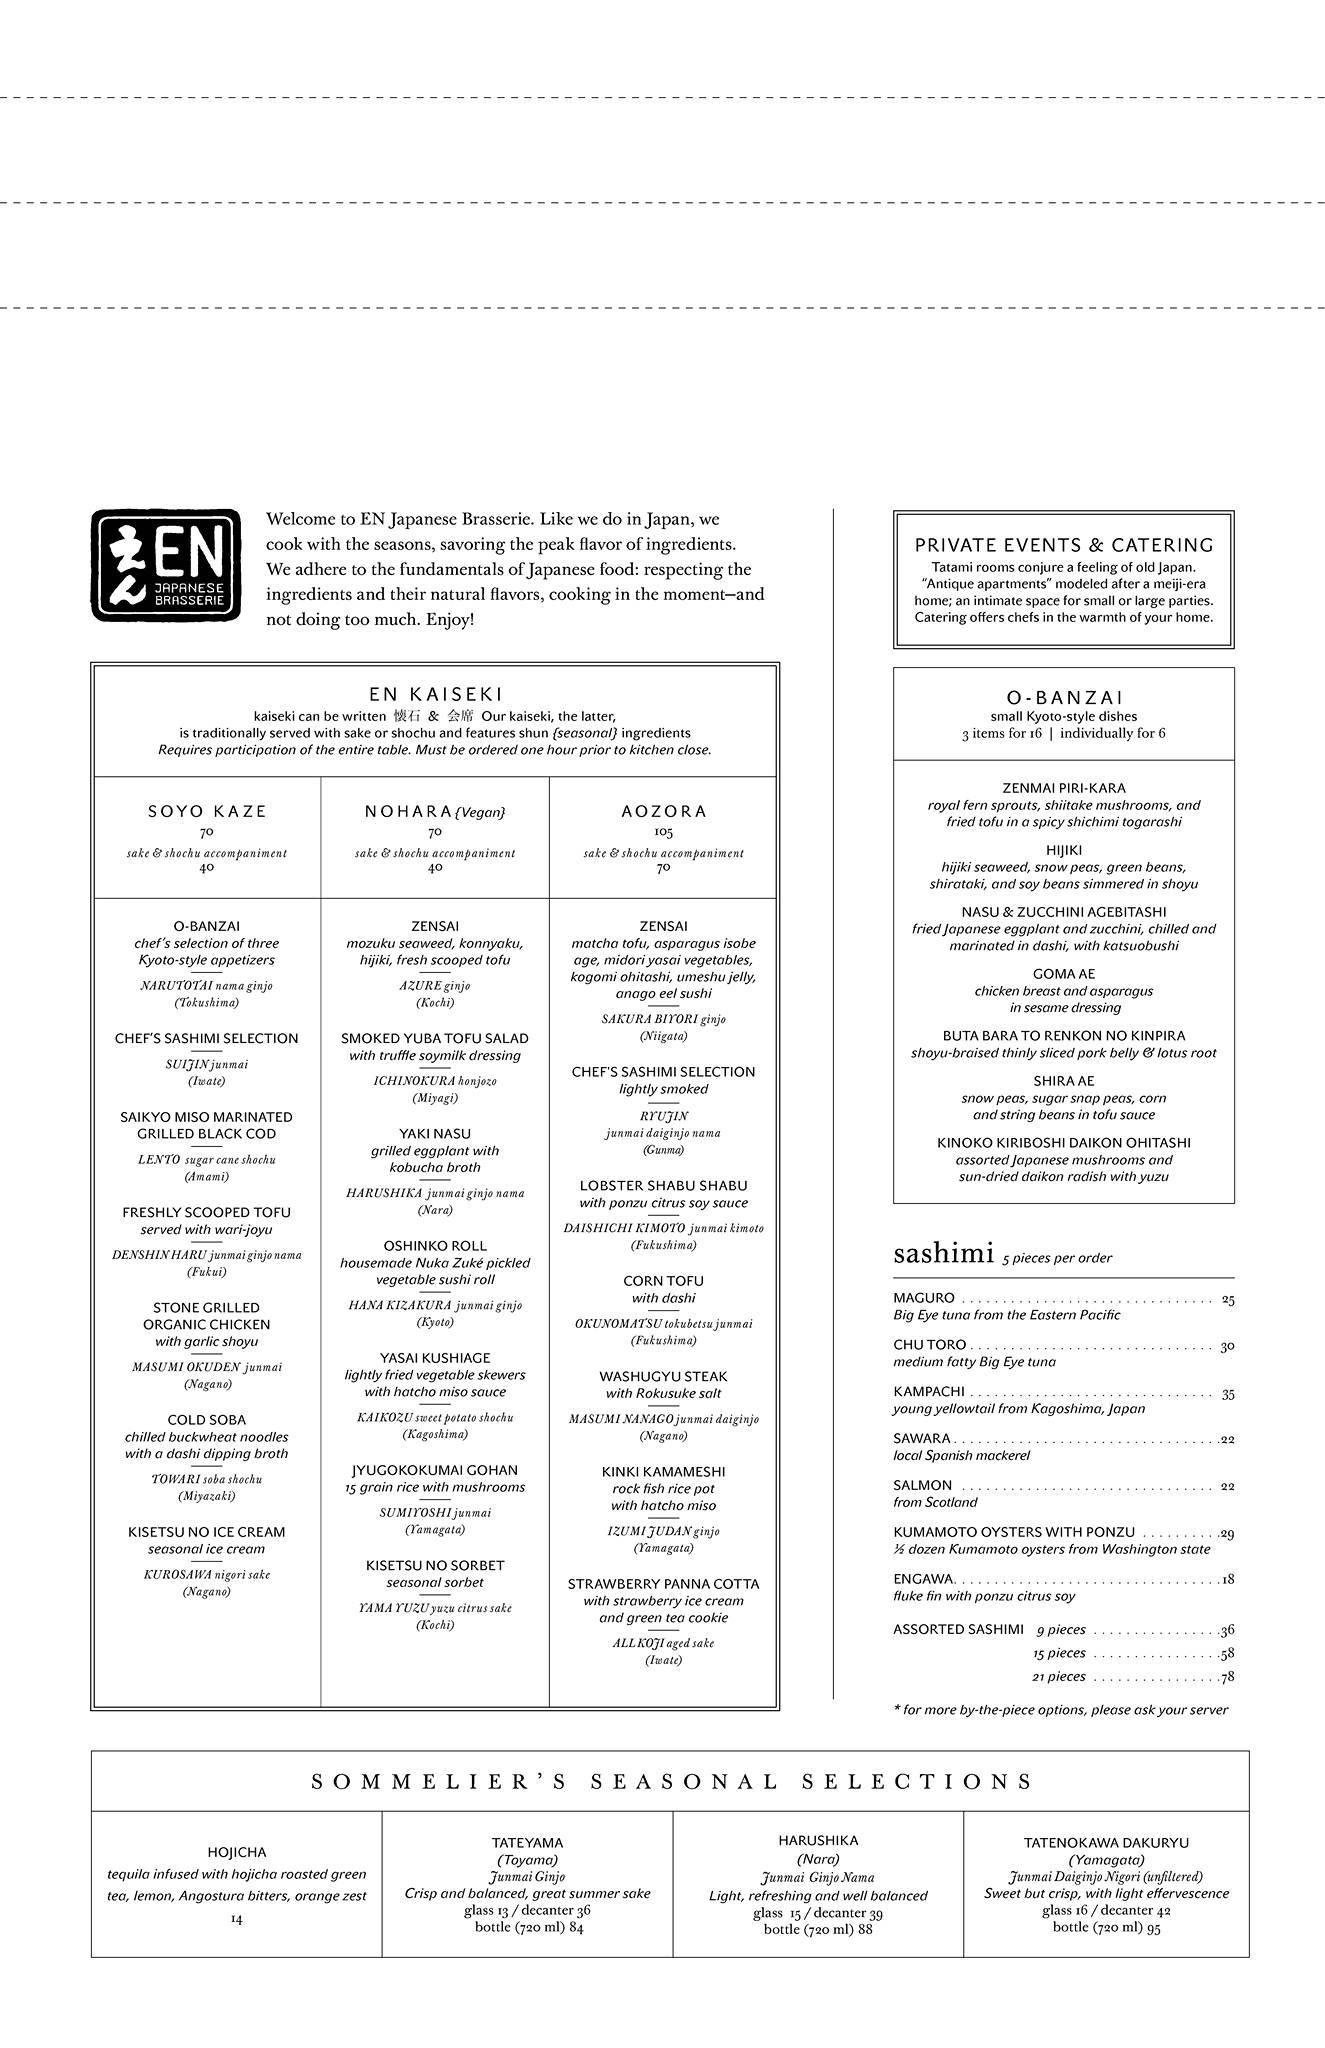 えん
EN
JAPANESE
BRASSERIE
Welcome to EN Japanese Brasserie. Like we do in Japan, we
cook with the seasons, savoring the peak flavor of ingredients.
We adhere to the fundamentals of Japanese food: respecting the
ingredients and their natural flavors, cooking in the moment—and
not doing too much. Enjoy!
EN KAISEKI
kaiseki can be written 懐石 & 会席 Our kaiseki, the latter,
is traditionally served with sake or shochu and features shun {seasonal} ingredients
Requires participation of the entire table. Must be ordered one hour prior to kitchen close.
SOYO KAZE
70
sake & shochu accompaniment
40
O-BANZAI
chef's selection of three
Kyoto-style appetizers
NARUTOTAI nama ginjo
(Tokushima)
CHEF'S SASHIMI SELECTION
SUIJIN junmai
(Iwate)
SAIKYO MISO MARINATED
GRILLED BLACK COD
LENTO sugar cane shochu
(Amami)
FRESHLY SCOOPED TOFU
served with wari-joyu
DENSHIN HARU junmai ginjo nama
(Fukui)
STONE GRILLED
ORGANIC CHICKEN
with garlic shoyu
MASUMI OKUDEN junmai
(Nagano)
COLD SOBA
chilled buckwheat noodles
with a dashi dipping broth
TOWARI soba shochu
(Miyazaki)
KISETSU NO ICE CREAM
seasonal ice cream
KUROSAWA nigori sake
(Nagano)
NOHARA {Vegan}
70
sake & shochu accompaniment
40
ZENSAI
mozuku seaweed, konnyaku,
hijiki, fresh scooped tofu
AZURE ginjo
(Kochi)
SMOKED YUBA TOFU SALAD
with truffle soymilk dressing
ICHINOKURA honjozo
(Miyagi)
YAKI NASU
grilled eggplant with
kobucha broth
HARUSHIKA junmai ginjo nama
(Nara)
OSHINKO ROLL
housemade Nuka Zuké pickled
vegetable sushi roll
HANA KIZAKURA junmai ginjo
(Kyoto)
YASAI KUSHIAGE
lightly fried vegetable skewers
with hatcho miso sauce
KAIKOZU sweet potato shochu
(Kagoshima)
JYUGOKOKUMAI GOHAN
15 grain rice with mushrooms
SUMIYOSHI junmai
(Yamagata)
KISETSU NO SORBET
seasonal sorbet
YAMA YUZU yuzu citrus sake
(Kochi)
AOZORA
105
sake & shochu accompaniment
70
ZENSAI
matcha tofu, asparagus isobe
age, midori yasai vegetables,
kogomi ohitashi, umeshu jelly,
anago eel sushi
SAKURA BIYORI ginjo
(Niigata)
CHEF'S SASHIMI SELECTION
lightly smoked
RYUJIN
junmai daiginjo nama
(Gunma)
LOBSTER SHABU SHABU
with ponzu citrus soy sauce
DAISHICHI KIMOTO junmai kimoto
(Fukushima)
CORN TOFU
with dashi
OKUNOMATSU tokubetsu junmai
(Fukushima)
WASHUGYU STEAK
with Rokusuke salt
MASUMI NANAGO junmai daiginjo
(Nagano)
KINKI KAMAMESHI
rock fish rice pot
with hatcho miso
IZUMI JUDAN ginjo
(Yamagata)
STRAWBERRY PANNA COTTA
with strawberry ice cream
and green tea cookie
ALL KOJI aged sake
(Iwate)
PRIVATE EVENTS & CATERING
Tatami rooms conjure a feeling of old Japan.
“Antique apartments” modeled after a meiji-era
home; an intimate space for small or large parties.
Catering offers chefs in the warmth of your home.
O-BANZAI
small Kyoto-style dishes
3 items for 16 | individually for 6
ZENMAI PIRI-KARA
royal fern sprouts, shiitake mushrooms, and
fried tofu in a spicy shichimi togarashi
HIJIKI
hijiki seaweed, snow peas, green beans,
shirataki, and soy beans simmered in shoyu
NASU & ZUCCHINI AGEBITASHI
fried Japanese eggplant and zucchini, chilled and
marinated in dashi, with katsuobushi
GOMA AE
chicken breast and asparagus
in sesame dressing
BUTA BARA TO RENKON NO KINPIRA
shoyu-braised thinly sliced pork belly & lotus root
SHIRA AE
snow peas, sugar snap peas, corn
and string beans in tofu sauce
KINOKO KIRIBOSHI DAIKON OHITASHI
assorted Japanese mushrooms and
sun-dried daikon radish with yuzu
sashimi 5 pieces per order
MAGURO . . . . . . . . . . 25
Big Eye tuna from the Eastern Pacific
CHU TORO . . . . . . . . . . 30
medium fatty Big Eye tuna
KAMPACHI . . . . . . . . . . 35
young yellowtail from Kagoshima, Japan
SAWARA . . . . . . . . . . 22
local Spanish mackerel
SALMON . . . . . . . . . . 22
from Scotland
KUMAMOTO OYSTERS WITH PONZU . . . . . . . . . . 29
½ dozen Kumamoto oysters from Washington state
ENGAWA . . . . . . . . . . 18
fluke fin with ponzu citrus soy
ASSORTED SASHIMI 9 pieces . . . . . . . . . . 36
15 pieces . . . . . . . . . . 58
21 pieces . . . . . . . . . . 78
* for more by-the-piece options, please ask your server
SOMMELIER'S SEASONAL SELECTIONS
HOJICHA
tequila infused with hojicha roasted green
tea, lemon, Angostura bitters, orange zest
14
TATEYAMA
(Toyama)
Junmai Ginjo
Crisp and balanced, great summer sake
glass 13 / decanter 36
bottle (720 ml) 84
HARUSHIKA
(Nara)
Junmai Ginjo Nama
Light, refreshing and well balanced
glass 15 / decanter 39
bottle (720 ml) 88
TATENOKAWA DAKURYU
(Yamagata)
Junmai Daiginjo Nigori (unfiltered)
Sweet but crisp, with light effervescence
glass 16 / decanter 42
bottle (720 ml) 95